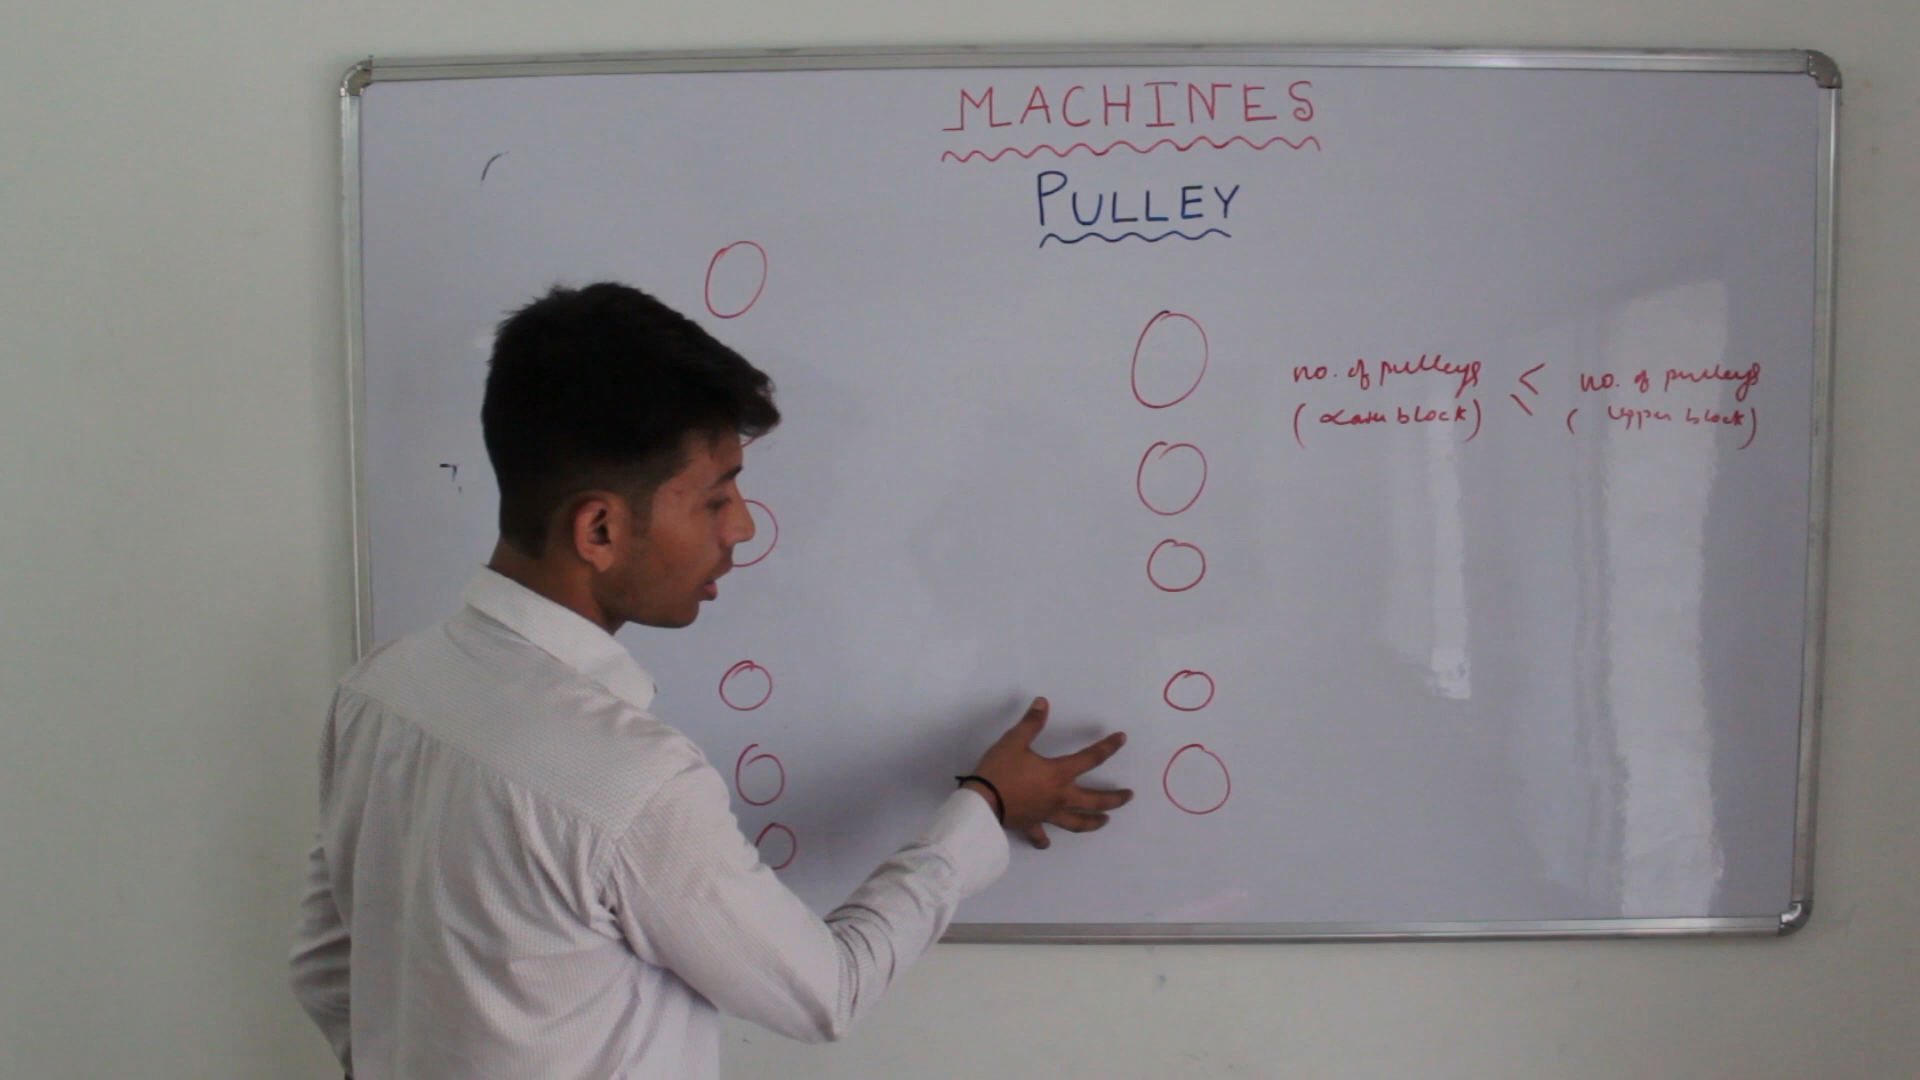 MACHINES
PULLEY
no. of pulleys ≤ no. of pulleys
(Lower block) (Upper block)